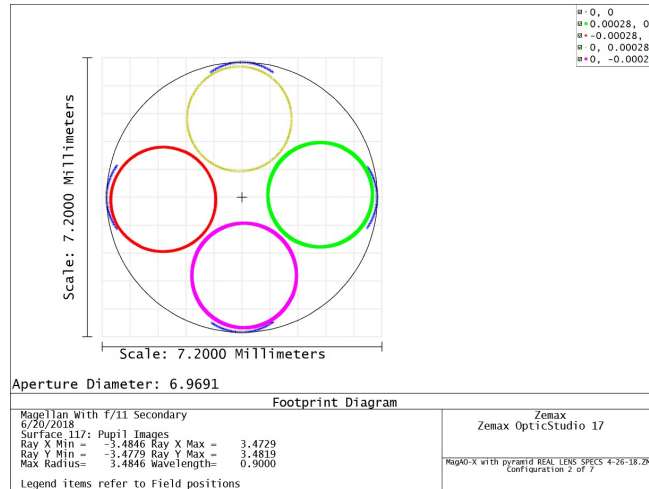 0, 0
0.00028, 0
-0.00028,
0, 0.00028
0, -0.0002
Scale: 7.2000 Millimeters
Scale: 7.2000 Millimeters
Aperture Diameter: 6.9691
Footprint Diagram
Magellan With f/11 Secondary
6/20/2018
Surface 117: Pupil Images
Ray X Min = -3.4846 Ray X Max = 3.4729
Ray Y Min = -3.4779 Ray Y Max = 3.4819
Max Radius= 3.4846 Wavelength= 0.9000
Legend items refer to Field positions
Zemax
Zemax OpticStudio 17
MagAO-X with pyramid REAL LENS SPECS 4-26-18.ZM
Configuration 2 of 7